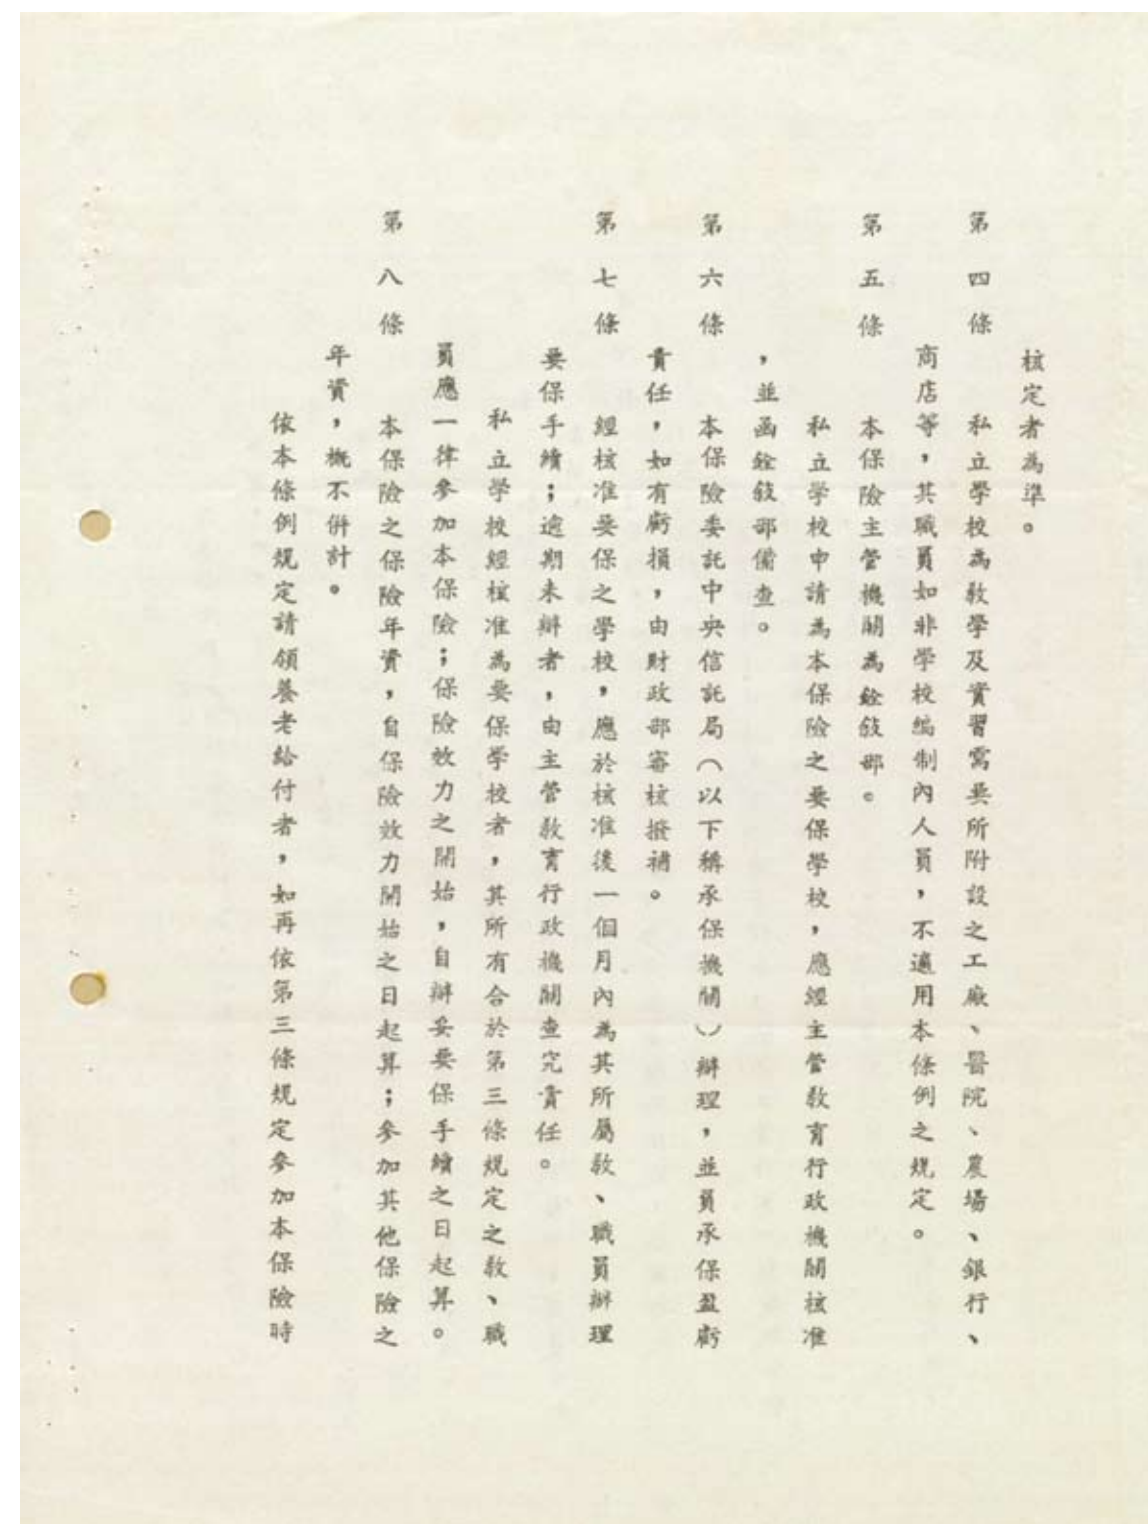 核定者為準。
第四條　私立學校為教學及實習需要所附設之工廠、醫院、農場、銀行、
商店等，其職員如非學校編制內人員，不適用本條例之規定。
第五條　本保險主管機關為銓敍部。
私立学校申請為本保險之要保學校，應經主管教育行政機關核准
，並函銓敍部備查。
第六條　本保險委託中央信託局（以下稱承保機關）辦理，並負承保盈虧
責任，如有虧損，由財政部審核撥補。
第七條　經核准要保之學校，應於核准後一個月內為其所屬教、職員辦理
要保手續；逾期未辦者，由主管教育行政機關查究責任。
私立学校經核准為要保学校者，其所有合於第三條規定之教、職
員應一律參加本保險；保險效力之開始，自辦妥要保手續之日起算。
第八條　本保險之保險年資，自保險效力開始之日起算；參加其他保險之
年資，概不併計。
依本條例規定請領養老給付者，如再依第三條規定參加本保險時